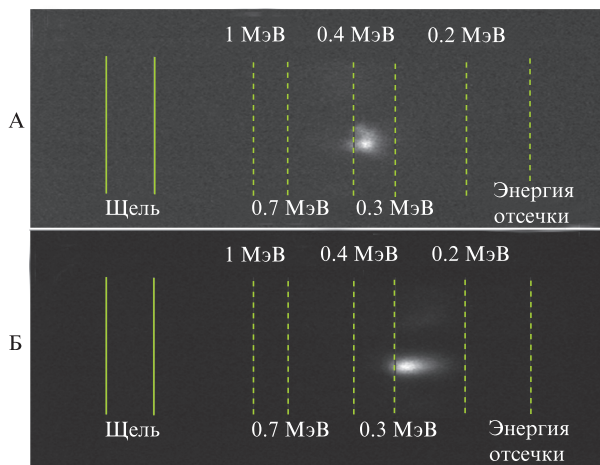 1 МэВ 0.4 МэВ 0.2 МэВ
А
Энергия
Щель 0.7 МэВ 0.3 МэВ отсечки
1 МэВ 0.4 МэВ 0.2 МэВ
Б
Щель 0.7 МэВ 0.3 МэВ Энергия
отсечки